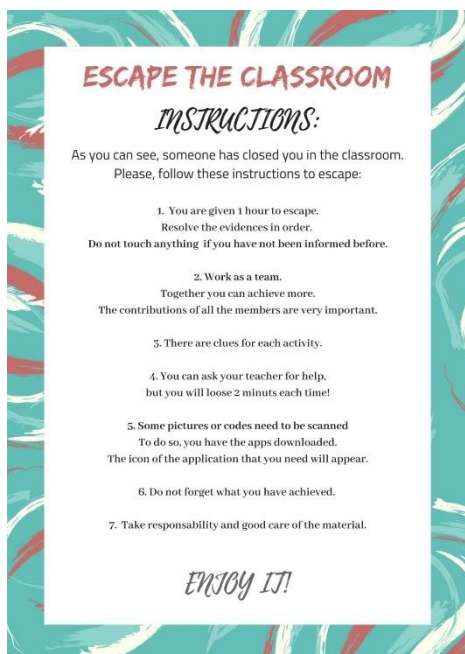 ESCAPE THE CLASSROOM
INSTRUCTIONS:
As you can see, someone has closed you in the classroom.
Please, follow these instructions to escape:
1. You are given 1 hour to escape.
Resolve the evidences in order.
Do not touch anything if you have not been informed before.
2. Work as a team.
Together you can achieve more.
The contributions of all the members are very important.
3. There are clues for each activity.
4. You can ask your teacher for help,
but you will loose 2 minuts each time!
5. Some pictures or codes need to be scanned
To do so, you have the apps downloaded.
The icon of the application that you need will appear.
6. Do not forget what you have achieved.
7. Take responsability and good care of the material.
ENJOY IT!